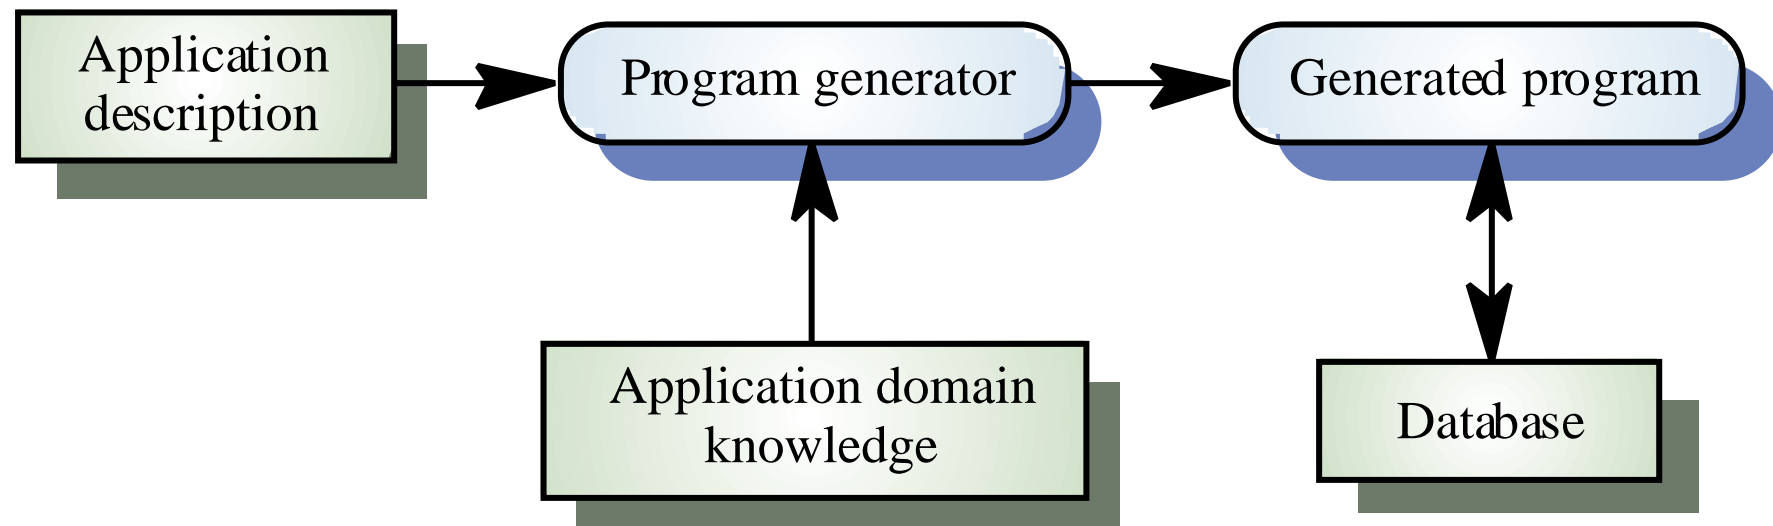 Application
description
Program generator
Generated program
Application domain
knowledge
Database